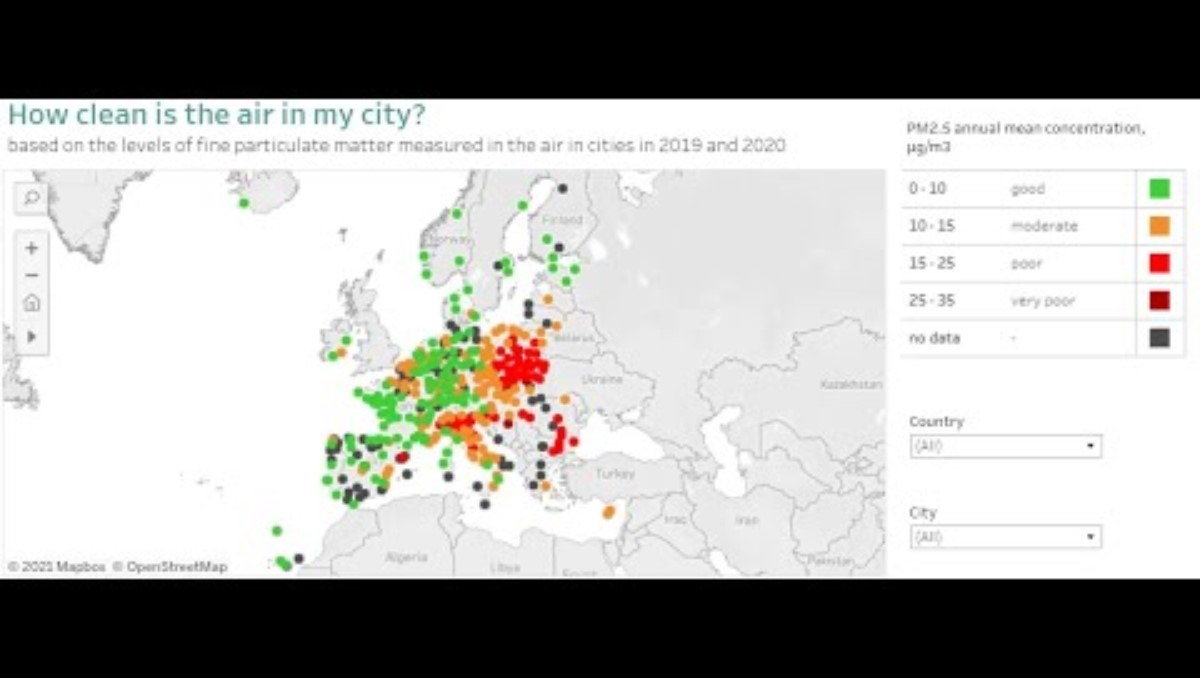 How clean is the air in my city?
based on the levels of fine particulate matter measured in the air in cities in 2019 and 2020
PM2.5 annual mean concentration,
µg/m3
0 - 10 good
10 - 15 moderate
15 - 25 poor
25 - 35 very poor
no data -
Country
(All)
City
(All)
Norway
Finland
Belarus
Ukraine
Kazakhstan
Turkey
Iraq
Iran
Algeria
Libya
Egypt
Pakistan
© 2021 Mapbox © OpenStreetMap